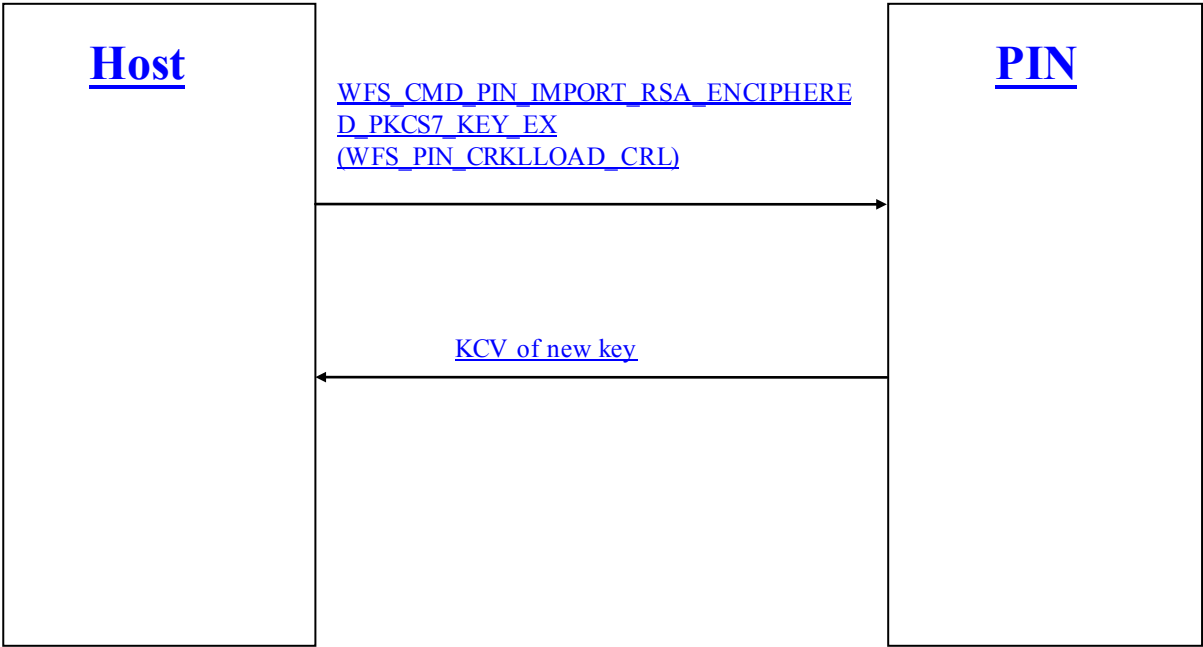 Host
PIN
WFS_CMD_PIN_IMPORT_RSA_ENCIPHERE
D_PKCS7_KEY_EX
(WFS_PIN_CRKLLOAD_CRL)
KCV of new key